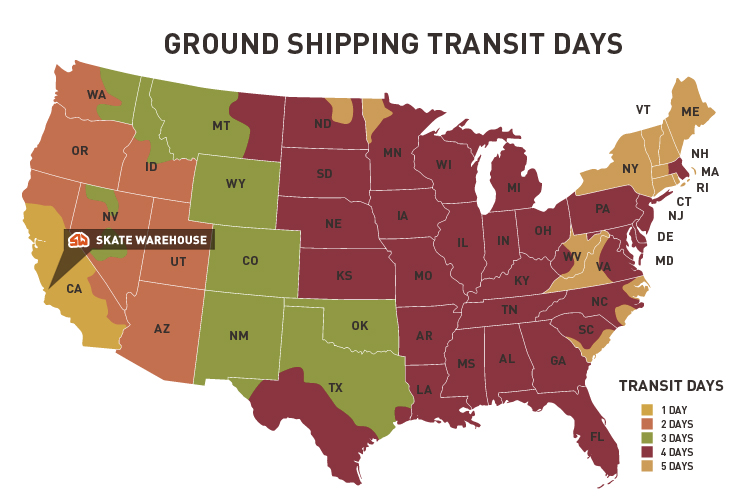 GROUND SHIPPING TRANSIT DAYS
WA
MT
ND
MN
OR
ID
WY
SD
WI
MI
VT
ME
NY
NH
MA
RI
CT
NJ
NV
SKATE WAREHOUSE
UT
CA
CO
NE
IA
IL
IN
OH
PA
DE
MD
WV
VA
KS
MO
KY
AZ
NM
OK
AR
TN
NC
SC
TX
LA
MS
AL
GA
FL
TRANSIT DAYS
1 DAY
2 DAYS
3 DAYS
4 DAYS
5 DAYS